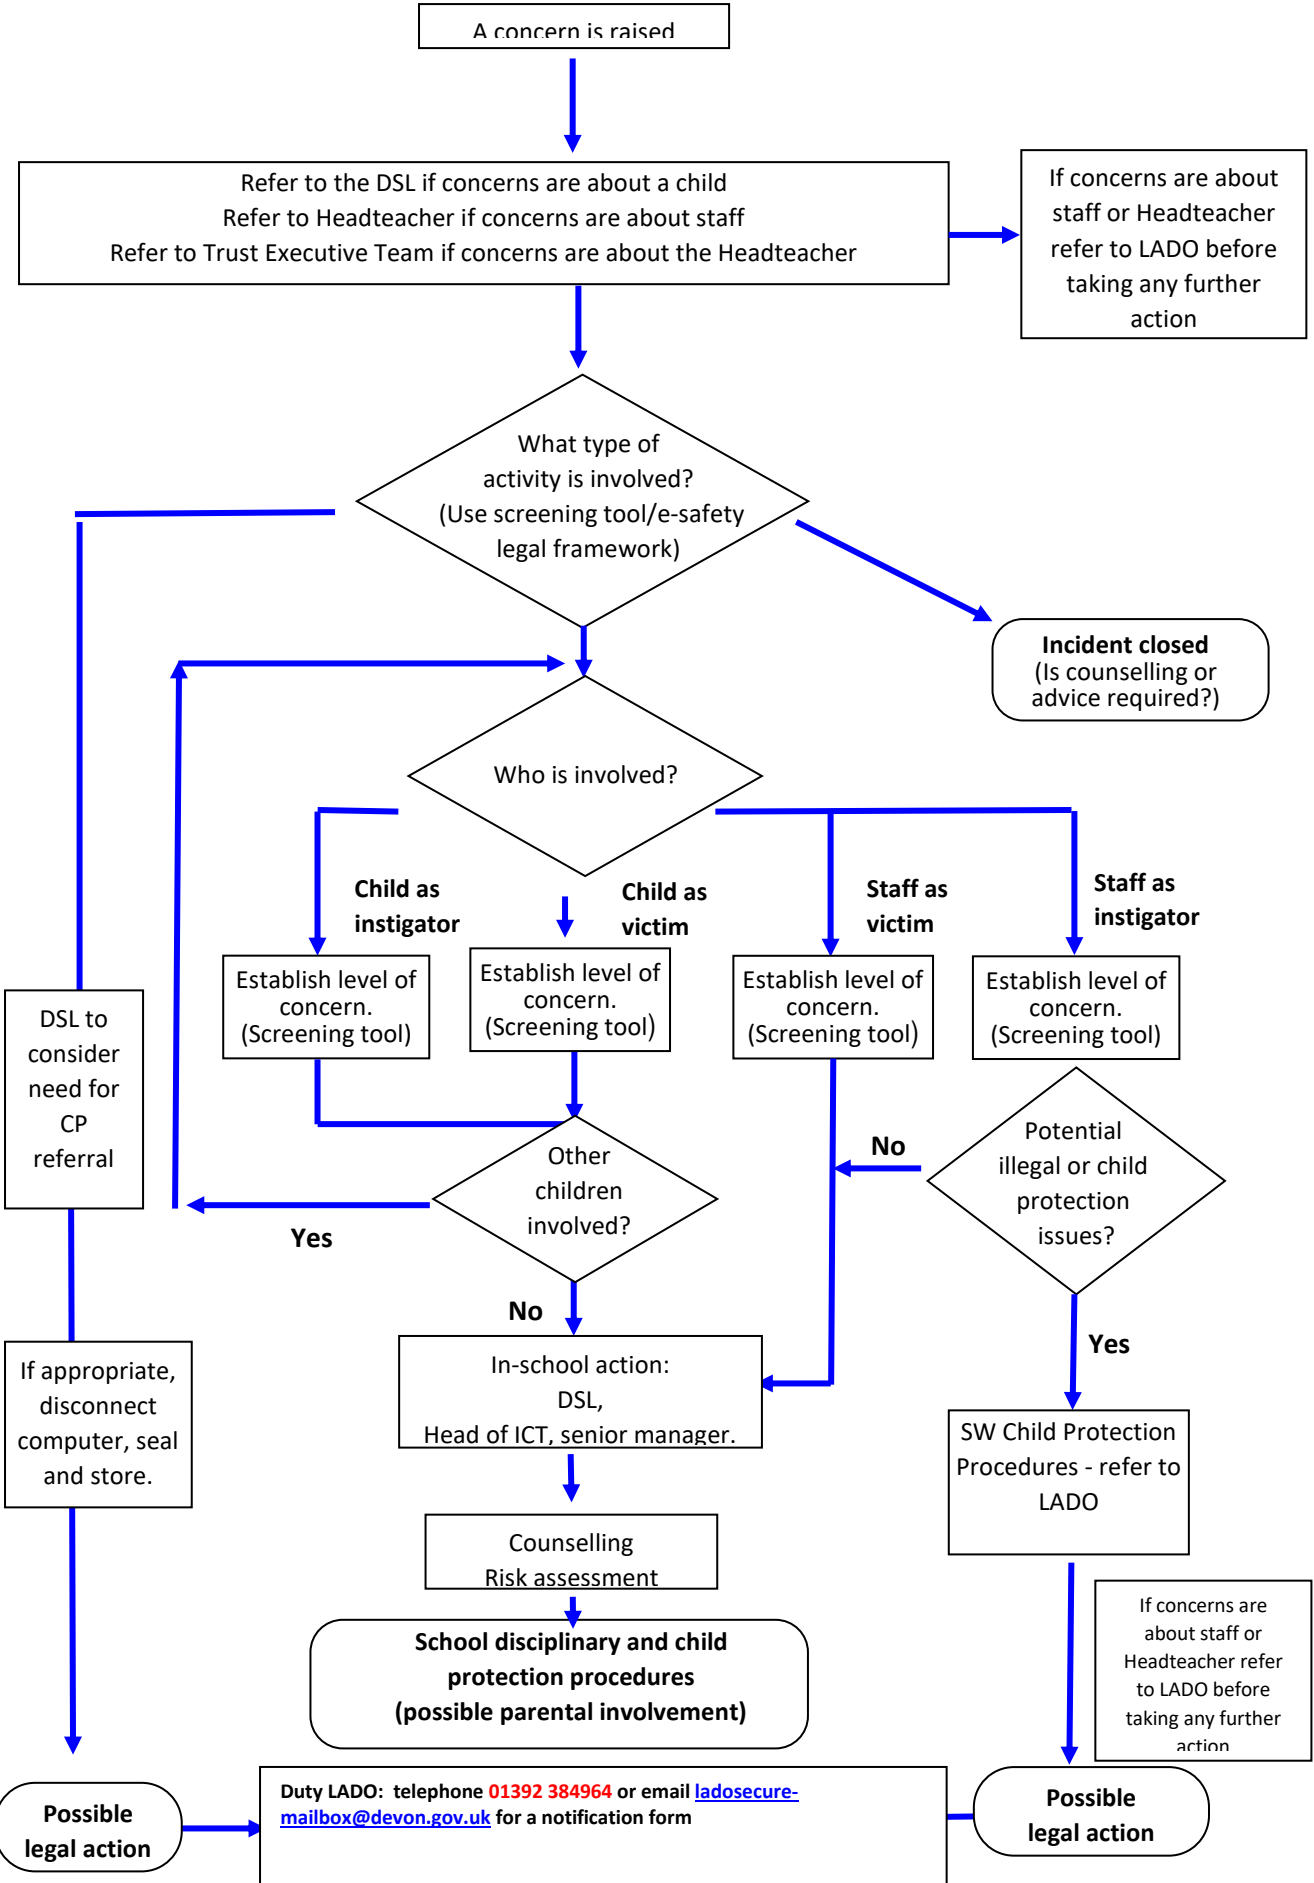 A concern is raised
Refer to the DSL if concerns are about a child
Refer to Headteacher if concerns are about staff
Refer to Trust Executive Team if concerns are about the Headteacher
If concerns are about
staff or Headteacher
refer to LADO before
taking any further
action
What type of
activity is involved?
(Use screening tool/e-safety
legal framework)
Incident closed
(Is counselling or
advice required?)
Who is involved?
Child as
instigator
Child as
victim
Staff as
victim
Staff as
instigator
Establish level of
concern.
(Screening tool)
Establish level of
concern.
(Screening tool)
Establish level of
concern.
(Screening tool)
Establish level of
concern.
(Screening tool)
DSL to
consider
need for
CP
referral
Other
children
involved?
Yes
No
Potential
illegal or child
protection
issues?
No
Yes
If appropriate,
disconnect
computer, seal
and store.
In-school action:
DSL,
Head of ICT, senior manager.
SW Child Protection
Procedures - refer to
LADO
Counselling
Risk assessment
School disciplinary and child
protection procedures
(possible parental involvement)
If concerns are
about staff or
Headteacher refer
to LADO before
taking any further
action
Possible
legal action
Duty LADO: telephone 01392 384964 or email ladosecure-
mailbox@devon.gov.uk for a notification form
Possible
legal action